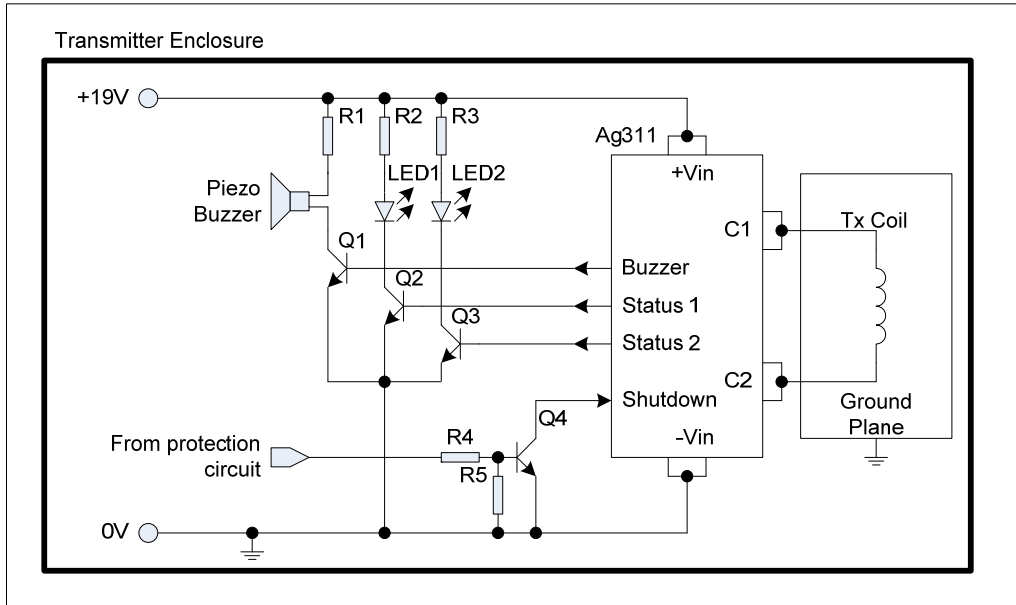 Transmitter Enclosure
+19V
R1
R2
R3
Ag311
+Vin
LED1
LED2
Piezo
Buzzer
C1
Tx Coil
Q1
Buzzer
Q2
Status 1
Q3
Status 2
C2
Q4
Shutdown
Ground
Plane
From protection
circuit
R4
-Vin
R5
0V